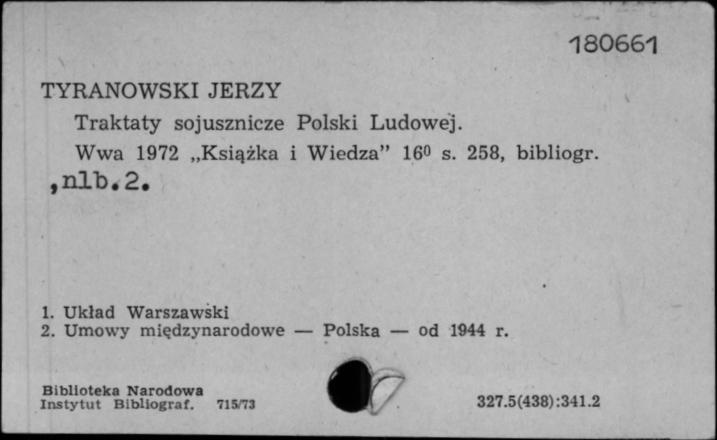 180661
TYRANOWSKI JERZY
Traktaty sojusznicze Polski Ludowej.
Wwa 1972 „Książka i Wiedza” 16⁰ s. 258, bibliogr.
,nlb.2.
1. Układ Warszawski
2. Umowy międzynarodowe — Polska — od 1944 r.
Biblioteka Narodowa
Instytut Bibliograf. 715/73
327.5(438):341.2